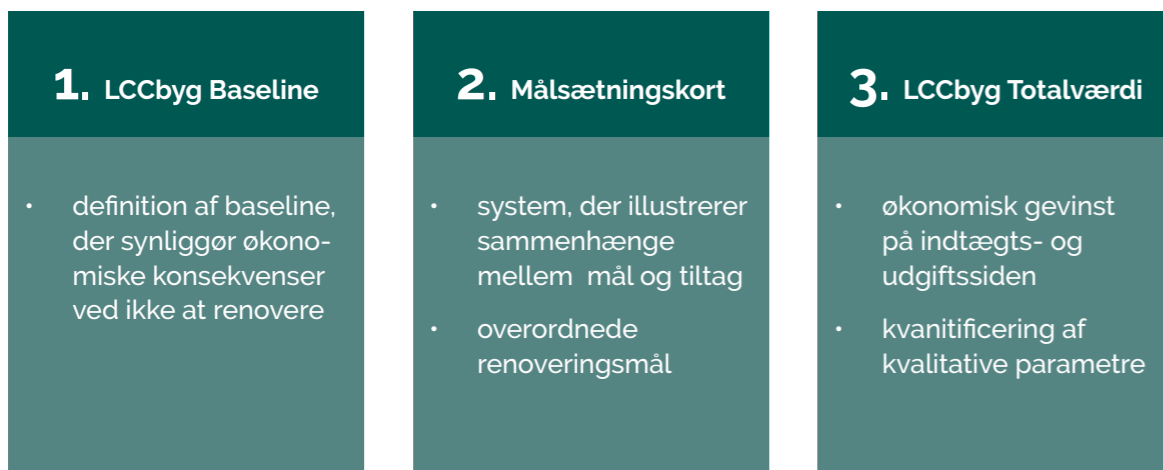 1. LCCbyg Baseline
• definition af baseline,
der synliggør økono-
miske konsekvenser
ved ikke at renovere
2. Målsætningskort
• system, der illustrerer
sammenhænge
mellem mål og tiltag
• overordnede
renoveringsmål
3. LCCbyg Totalværdi
• økonomisk gevinst
på indtægts- og
udgiftssiden
• kvanitificering af
kvalitative parametre